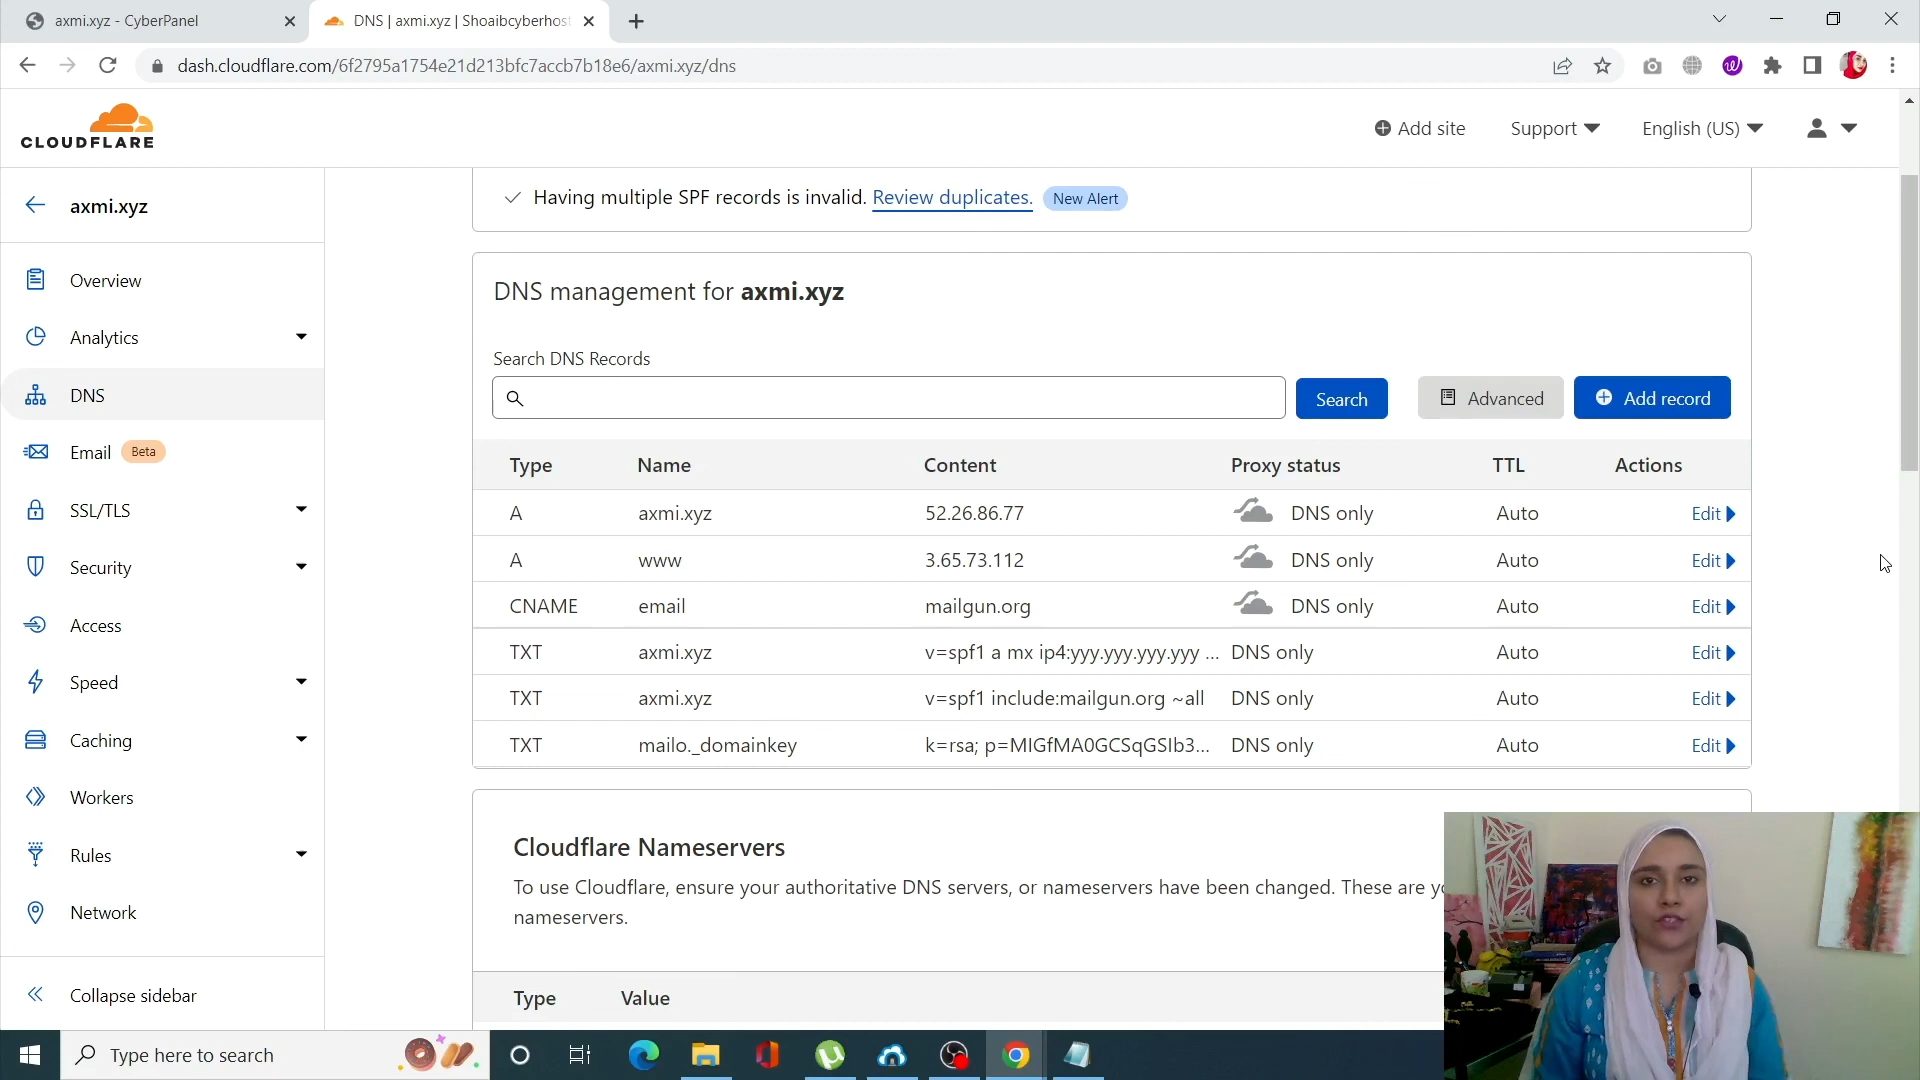 axmi.xyz - CyberPanel
DNS | axmi.xyz | Shoaibcyberhost
dash.cloudflare.com/6f2795a1754e21d213bfc7accb7b18e6/axmi.xyz/dns
CLOUDFLARE
Add site
Support
English (US)
axmi.xyz
Overview
Analytics
DNS
Email Beta
SSL/TLS
Security
Access
Speed
Caching
Workers
Rules
Network
Collapse sidebar
Having multiple SPF records is invalid. Review duplicates. New Alert
DNS management for axmi.xyz
Search DNS Records
Search
Advanced
Add record
Type Name Content Proxy status TTL Actions
A axmi.xyz 52.26.86.77 DNS only Auto Edit
A www 3.65.73.112 DNS only Auto Edit
CNAME email mailgun.org DNS only Auto Edit
TXT axmi.xyz v=spf1 a mx ip4:yyy.yyy.yyy.yyy ... DNS only Auto Edit
TXT axmi.xyz v=spf1 include:mailgun.org ~all DNS only Auto Edit
TXT mailo._domainkey k=rsa; p=MIGfMA0GCSqGSIb3... DNS only Auto Edit
Cloudflare Nameservers
To use Cloudflare, ensure your authoritative DNS servers, or nameservers have been changed. These are
nameservers.
Type Value
Type here to search